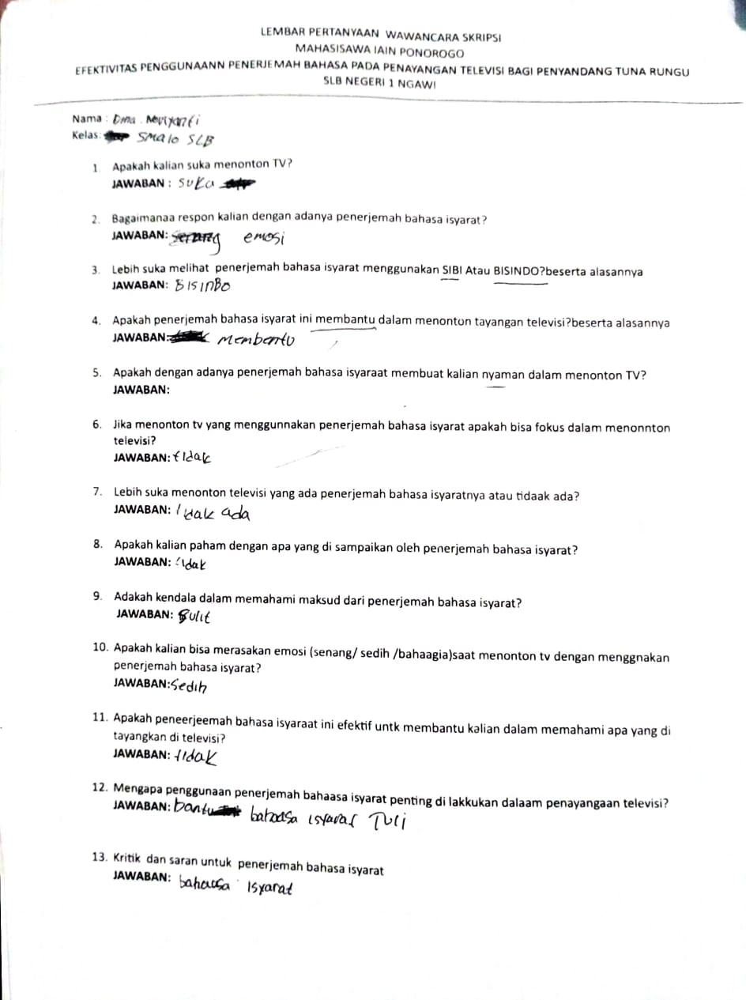 LEMBAR PERTANYAAN WAWANCARA SKRIPSI
MAHASISAWA IAIN PONOROGO
EFEKTIVITAS PENGGUNAANN PENERJEMAH BAHASA PADA PENAYANGAN TELEVISI BAGI PENYANDANG TUNA RUNGU
SLB NEGERI 1 NGAWI
Nama :
Kelas: SMALO SLB
1. Apakah kalian suka menonton TV?
JAWABAN : SUKa
2. Bagaimanaa respon kalian dengan adanya penerjemah bahasa isyarat?
JAWABAN: emosi
3. Lebih suka melihat penerjemah bahasa isyarat menggunakan SIBI Atau BISINDO?beserta alasannya
JAWABAN: BISINDO
4. Apakah penerjemah bahasa isyarat ini membantu dalam menonton tayangan televisi?beserta alasannya
JAWABAN: Membantu
5. Apakah dengan adanya penerjemah bahasa isyaraat membuat kalian nyaman dalam menonton TV?
JAWABAN:
6. Jika menonton tv yang menggunnakan penerjemah bahasa isyarat apakah bisa fokus dalam menonnton
televisi?
JAWABAN: tidak
7. Lebih suka menonton televisi yang ada penerjemah bahasa isyaratnya atau tidaak ada?
JAWABAN: tidak ada
8. Apakah kalian paham dengan apa yang di sampaikan oleh penerjemah bahasa isyarat?
JAWABAN: tidak
9. Adakah kendala dalam memahami maksud dari penerjemah bahasa isyarat?
JAWABAN: Sulit
10. Apakah kalian bisa merasakan emosi (senang/ sedih /bahaagia)saat menonton tv dengan menggnakan
penerjemah bahasa isyarat?
JAWABAN:Sedih
11. Apakah peneerjeemah bahasa isyaraat ini efektif untk membantu kalian dalam memahami apa yang di
tayangkan di televisi?
JAWABAN: tidak
12. Mengapa penggunaan penerjemah bahaasa isyarat penting di lakkukan dalaam penayangaan televisi?
JAWABAN: bantu isyarat Tuli
13. Kritik dan saran untuk penerjemah bahasa isyarat
JAWABAN: isyarat